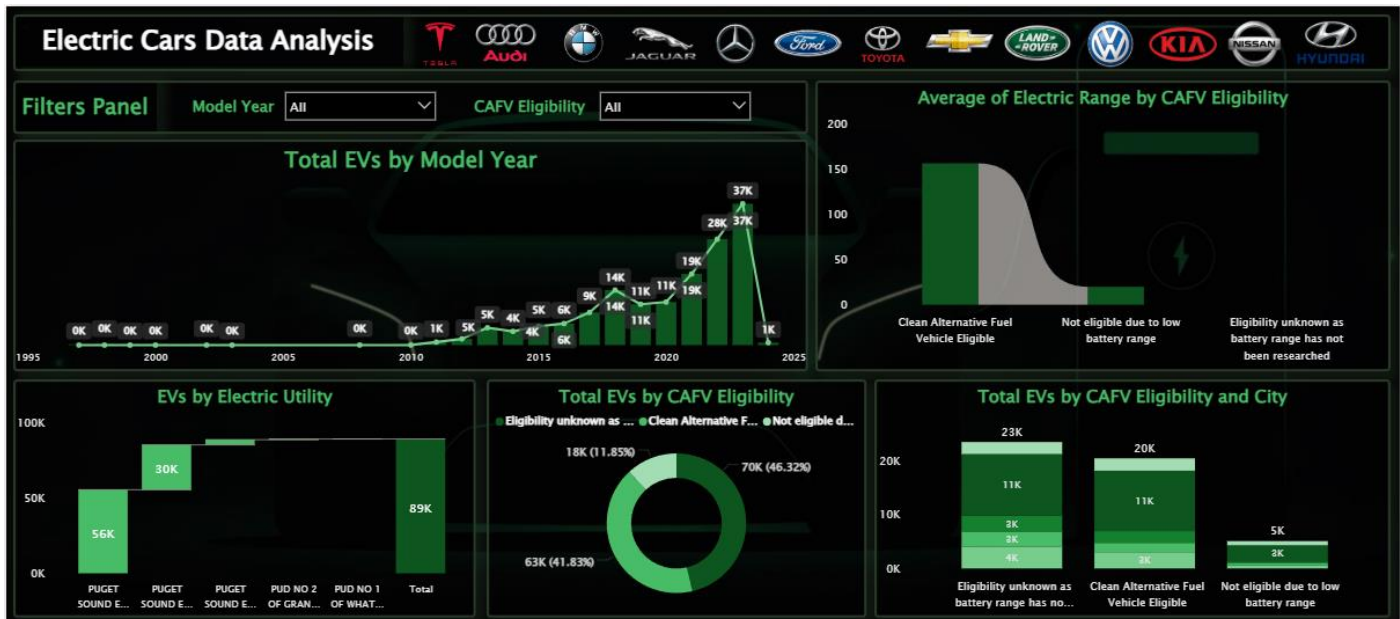 Electric Cars Data Analysis
TESLA
Audi
BMW
JAGUAR
Ford
TOYOTA
LAND
ROVER
KIA
NISSAN
HYUNDAI
Filters Panel
Model Year
All
CAFV Eligibility
All
Total EVs by Model Year
0K 0K 0K 0K 0K 0K 0K 0K 1K 5K 5K 4K 5K 6K 9K 14K 11K 11K 19K 28K 37K 1K
4K 6K 14K 11K 19K 37K
1995 2000 2005 2010 2015 2020 2025
Average of Electric Range by CAFV Eligibility
200
150
100
50
0
Clean Alternative Fuel
Vehicle Eligible
Not eligible due to low
battery range
Eligibility unknown as
battery range has not
been researched
EVs by Electric Utility
100K
50K
0K
56K
30K
89K
PUGET
SOUND E...
PUGET
SOUND E...
PUGET
SOUND E...
PUD NO 2
OF GRAN...
PUD NO 1
OF WHAT...
Total
Total EVs by CAFV Eligibility
Eligibility unknown as ... Clean Alternative F... Not eligible d...
18K (11.85%)
70K (46.32%)
63K (41.83%)
Total EVs by CAFV Eligibility and City
20K
10K
0K
23K
11K
3K
3K
4K
20K
11K
3K
5K
3K
Eligibility unknown as
battery range has no...
Clean Alternative Fuel
Vehicle Eligible
Not eligible due to low
battery range